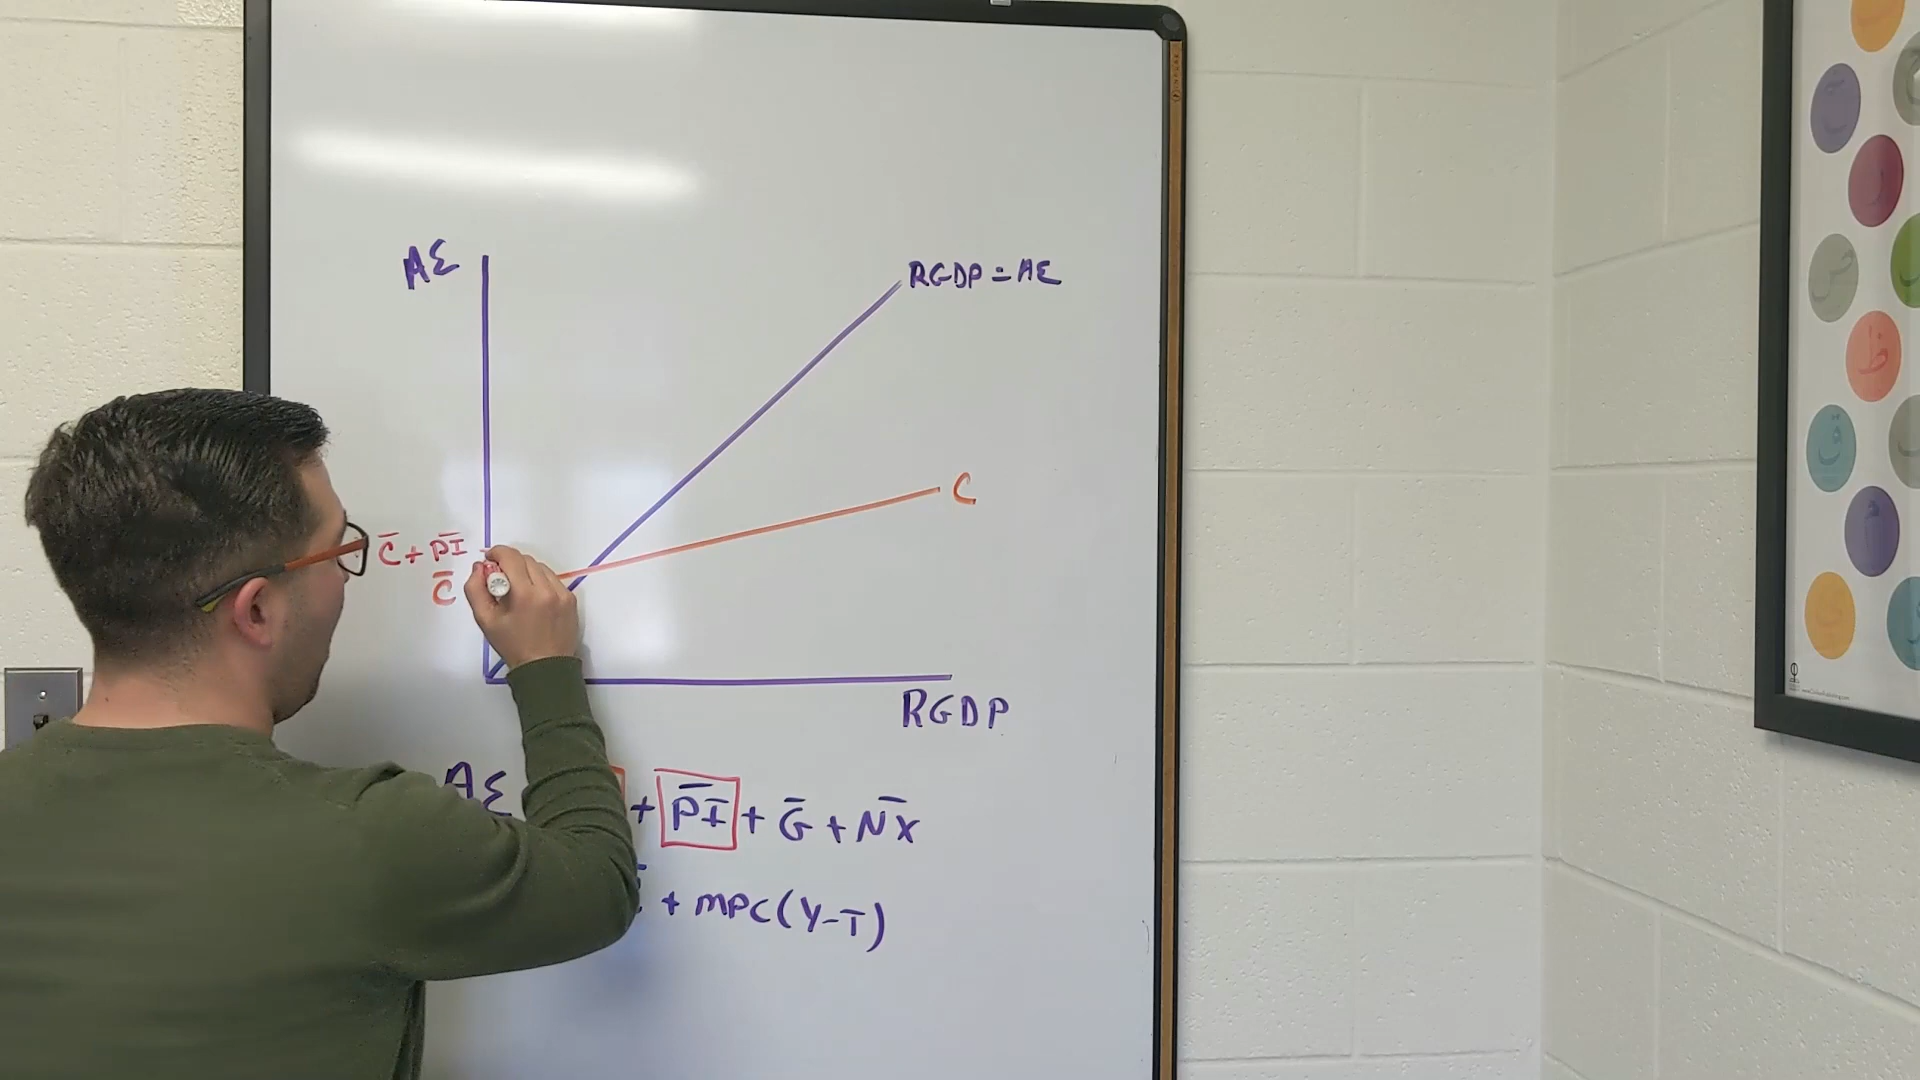 AE
RGDP = AE
C
C̅ + P̅I̅
C̅
RGDP
AE + P̅I̅ + G̅ + N̅X̅
+ MPC(Y-T̅)
ض
ظ
ق